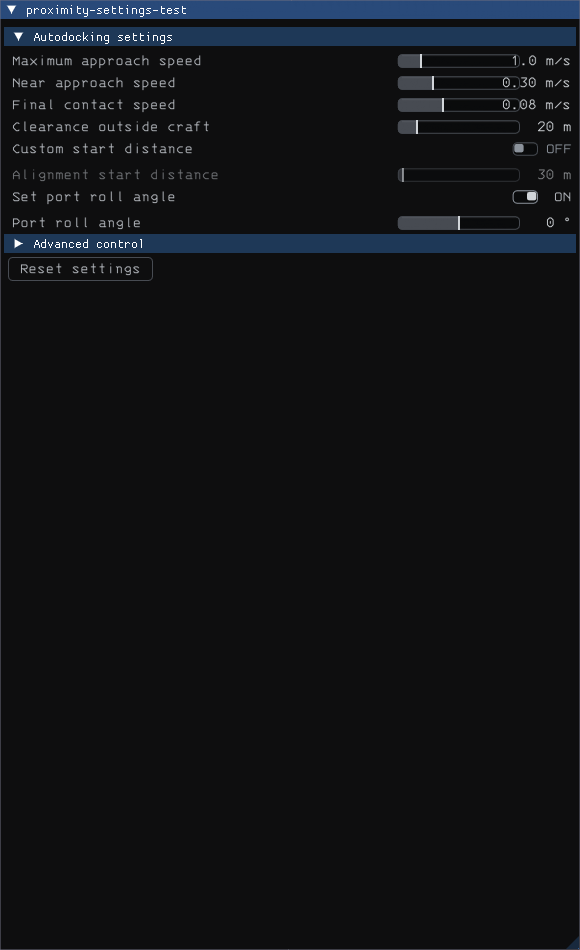 proximity-settings-test
Autodocking settings
Maximum approach speed 1.0 m/s
Near approach speed 0.30 m/s
Final contact speed 0.08 m/s
Clearance outside craft 20 m
Custom start distance OFF
Alignment start distance 30 m
Set port roll angle ON
Port roll angle 0 °
Advanced control
Reset settings